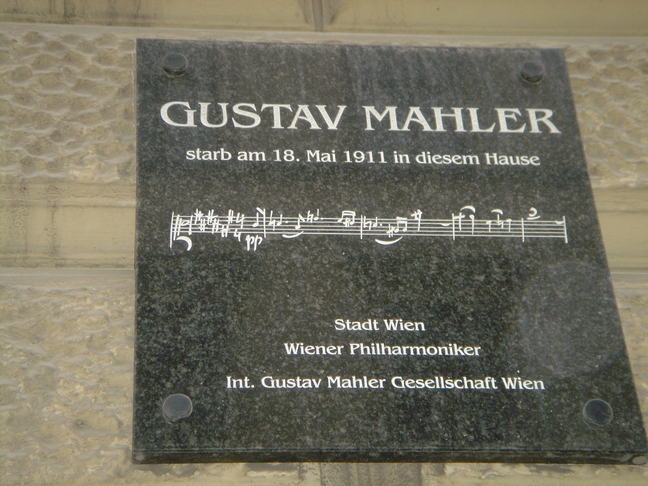 GUSTAV MAHLER
starb am 18. Mai 1911 in diesem Hause
pp
Stadt Wien
Wiener Philharmoniker
Int. Gustav Mahler Gesellschaft Wien